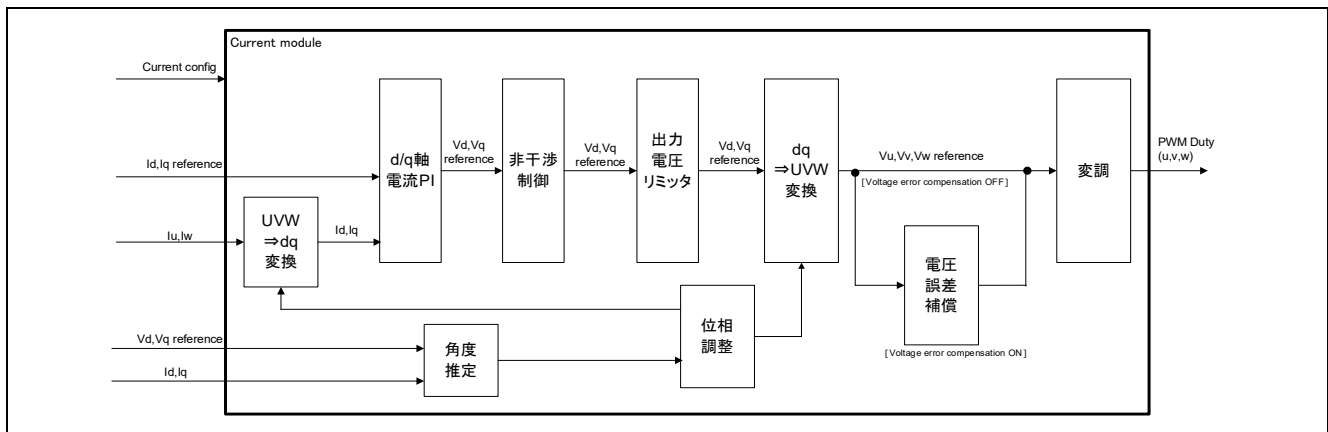 Current module
Current config
Id,Iq reference
Iu,Iw
Vd,Vq reference
Id,Iq
UVW
⇒dq
変換
Id,Iq
d/q軸
電流PI
Vd,Vq
reference
非干渉
制御
Vd,Vq
reference
出力
電圧
リミッタ
Vd,Vq
reference
dq
⇒UVW
変換
Vu,Vv,Vw reference
[Voltage error compensation OFF]
電圧
誤差
補償
[Voltage error compensation ON]
変調
PWM Duty
(u,v,w)
角度
推定
位相
調整